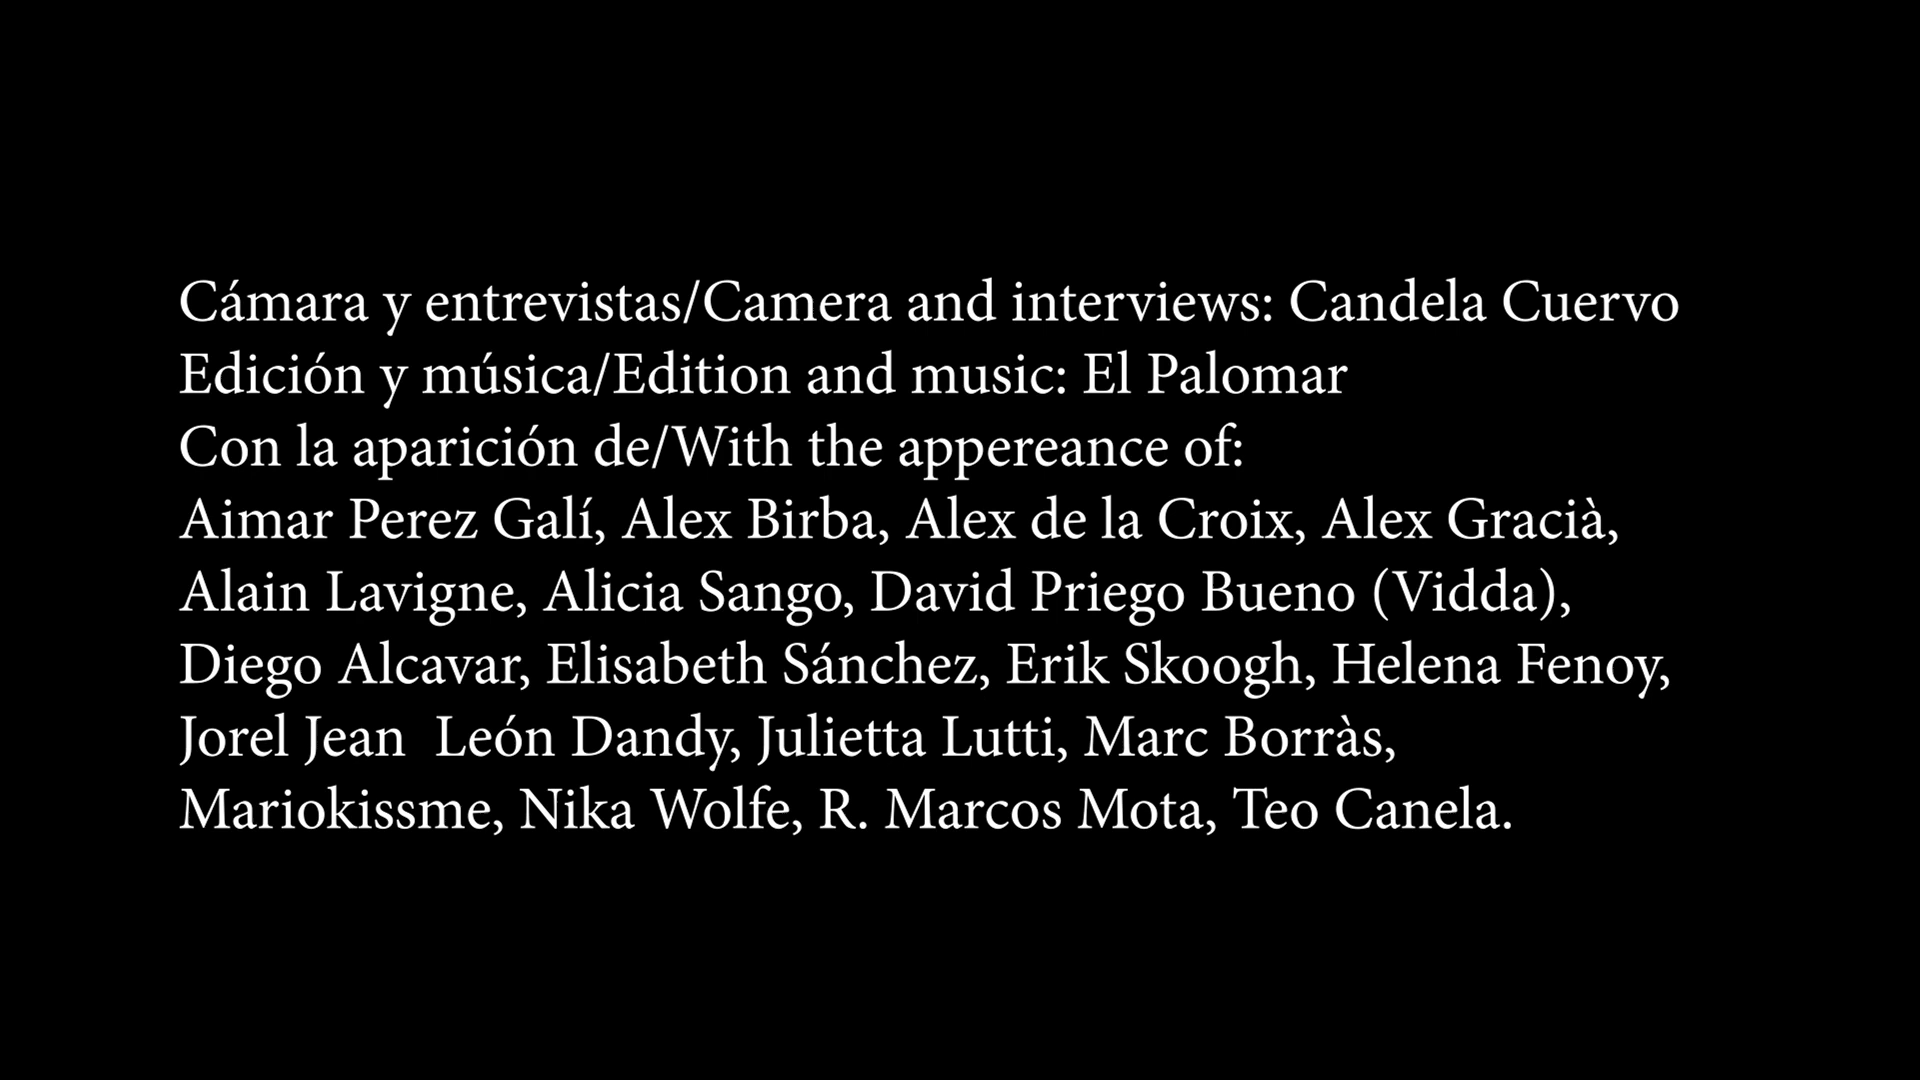 Cámara y entrevistas/Camera and interviews: Candela Cuervo
Edición y música/Edition and music: El Palomar
Con la aparición de/With the appereance of:
Aimar Perez Galí, Alex Birba, Alex de la Croix, Alex Gracià,
Alain Lavigne, Alicia Sango, David Priego Bueno (Vidda),
Diego Alcavar, Elisabeth Sánchez, Erik Skoogh, Helena Fenoy,
Jorel Jean  León Dandy, Julietta Lutti, Marc Borràs,
Mariokissme, Nika Wolfe, R. Marcos Mota, Teo Canela.